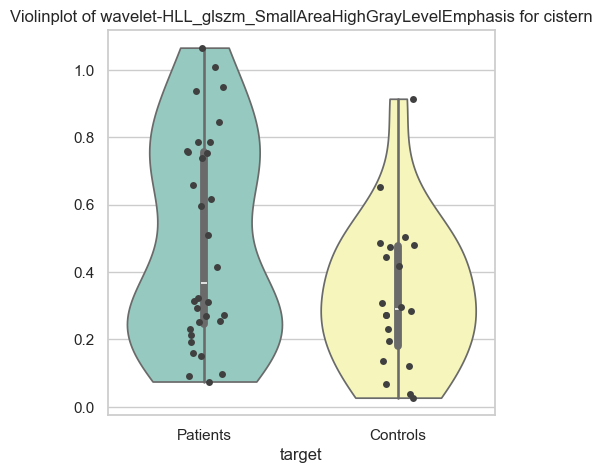 Violinplot of wavelet-HLL_glszm_SmallAreaHighGrayLevelEmphasis for cistern
1.0
0.8
0.6
0.4
0.2
0.0
Patients Controls
target